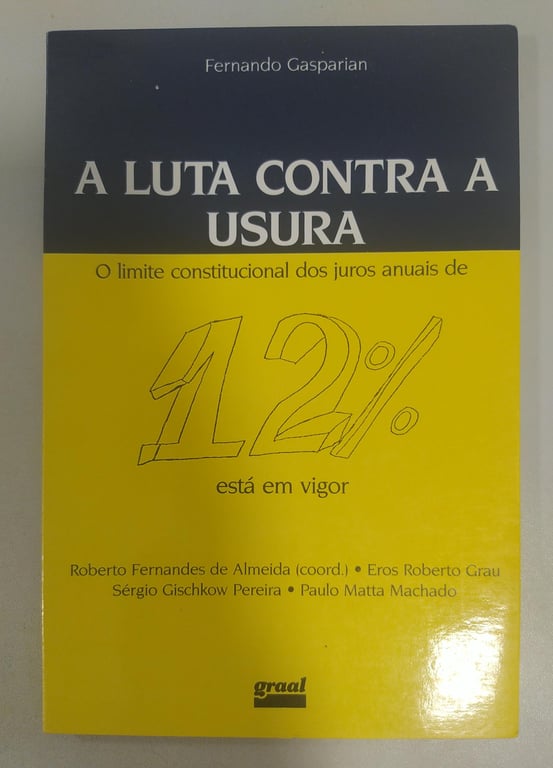 Fernando Gasparian
A LUTA CONTRA A
USURA
O limite constitucional dos juros anuais de
12%
está em vigor
Roberto Fernandes de Almeida (coord.) • Eros Roberto Grau
Sérgio Gischkow Pereira • Paulo Matta Machado
graal